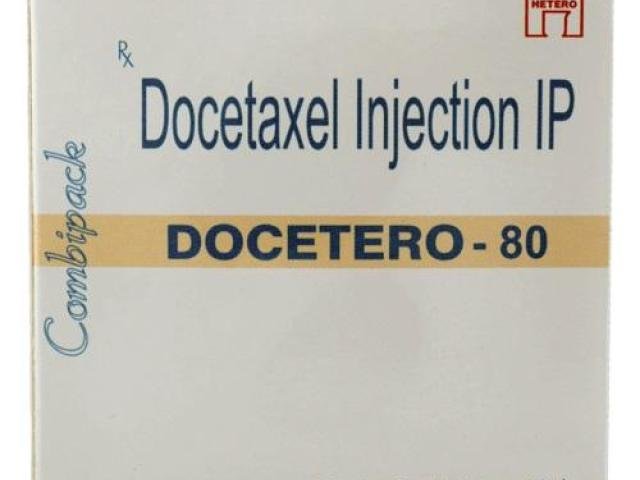 HETERO
Rx
Docetaxel Injection IP
DOCETERO - 80
Combipack